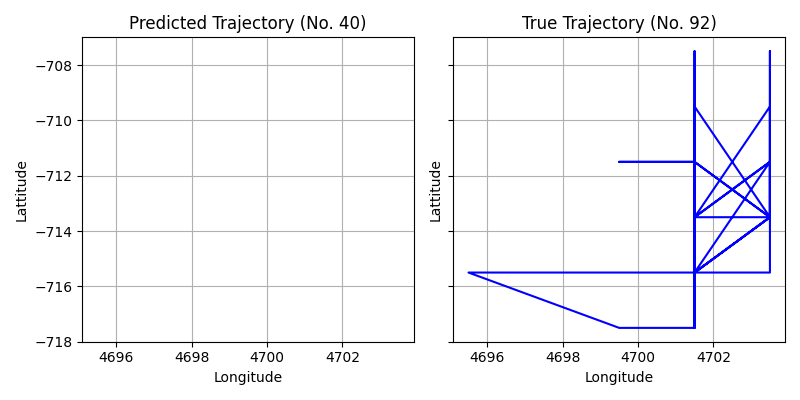 Predicted Trajectory (No. 40)
True Trajectory (No. 92)
Lattitude
−708
−710
−712
−714
−716
−718
4696
4698
4700
4702
Longitude
Lattitude
4696
4698
4700
4702
Longitude